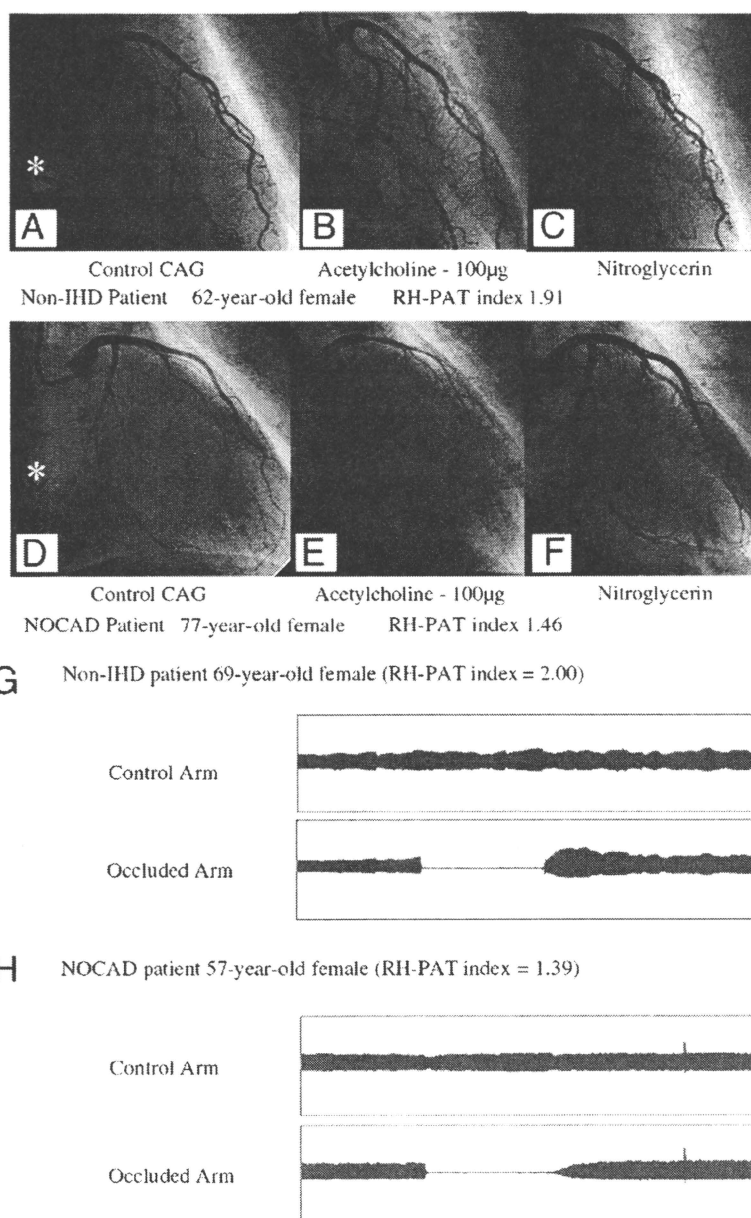 *
A B C
Control CAG Acetylcholine - 100μg Nitroglycerin
Non-IHD Patient 62-year-old female RH-PAT index 1.91
*
D E F
Control CAG Acetylcholine - 100μg Nitroglycerin
NOCAD Patient 77-year-old female RH-PAT index 1.46
G Non-IHD patient 69-year-old female (RH-PAT index = 2.00)
Control Arm
Occluded Arm
H NOCAD patient 57-year-old female (RH-PAT index = 1.39)
Control Arm
Occluded Arm